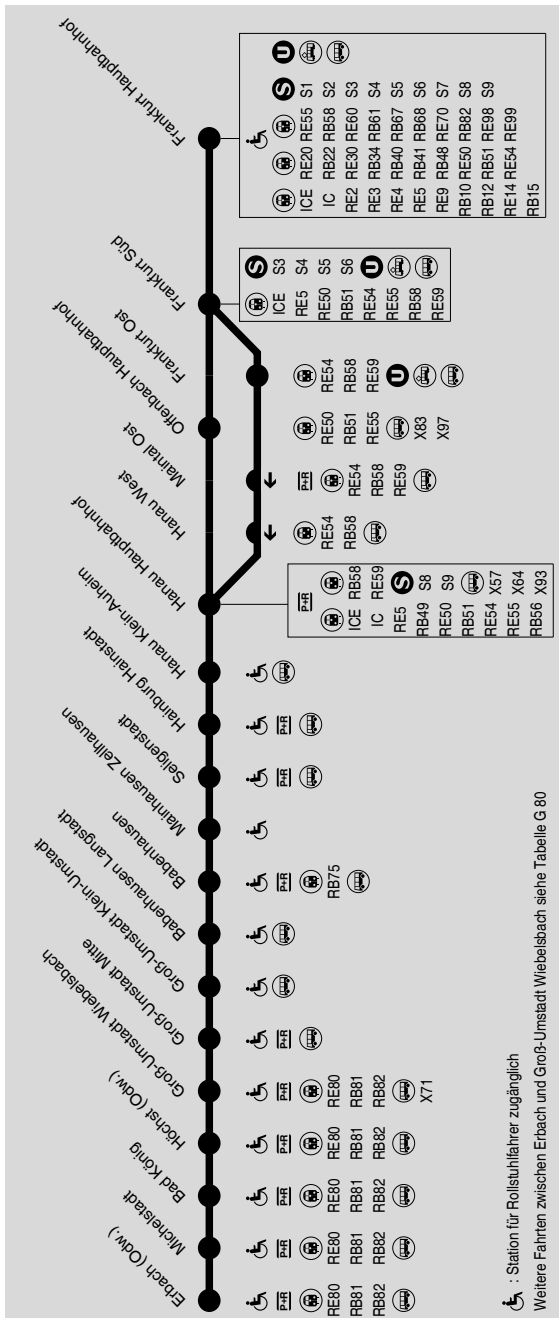 Erbach (Odw.)
P+R
RE80
RB81
RB82
Michelstadt
P+R
RE80
RB81
RB82
Bad König
P+R
RE80
RB81
RB82
Höchst (Odw.)
P+R
RE80
RB81
RB82
Groß-Umstadt Wiebelsbach
P+R
RE80
RB81
RB82
X71
Groß-Umstadt Mitte
P+R
Groß-Umstadt Klein-Umstadt
Babenhausen Langstadt
Babenhausen
P+R
RB75
Mainhausen Zellhausen
Seligenstadt
P+R
Hainburg Hainstadt
P+R
Hanau Klein-Auheim
Hanau Hauptbahnhof
P+R
ICE RB58
IC RE59
RE5 S
RB49 S8
RE50 S9
RB51
RE54 X57
RE55 X64
RB56 X93
Hanau West
RE54
RB58
Maintal Ost
P+R
RE54
RB58
RE59
Offenbach Hauptbahnhof
RE50
RB51
RE55
X83
X97
Frankfurt Ost
RE54
RB58
RE59
U
Frankfurt Süd
S
ICE S3
RE5 S4
RE50 S5
RB51 S6
RE54 U
RE55
RB58
RE59
Frankfurt Hauptbahnhof
S U
ICE RE20 RE55 S1
IC RB22 RB58 S2
RE2 RE30 RE60 S3
RE3 RB34 RB61 S4
RE4 RB40 RB67 S5
RE5 RB41 RB68 S6
RE9 RB48 RE70 S7
RB10 RE50 RB82 S8
RB12 RB51 RE98 S9
RE14 RE54 RE99
RB15
: Station für Rollstuhlfahrer zugänglich
Weitere Fahrten zwischen Erbach und Groß-Umstadt Wiebelsbach siehe Tabelle G 80